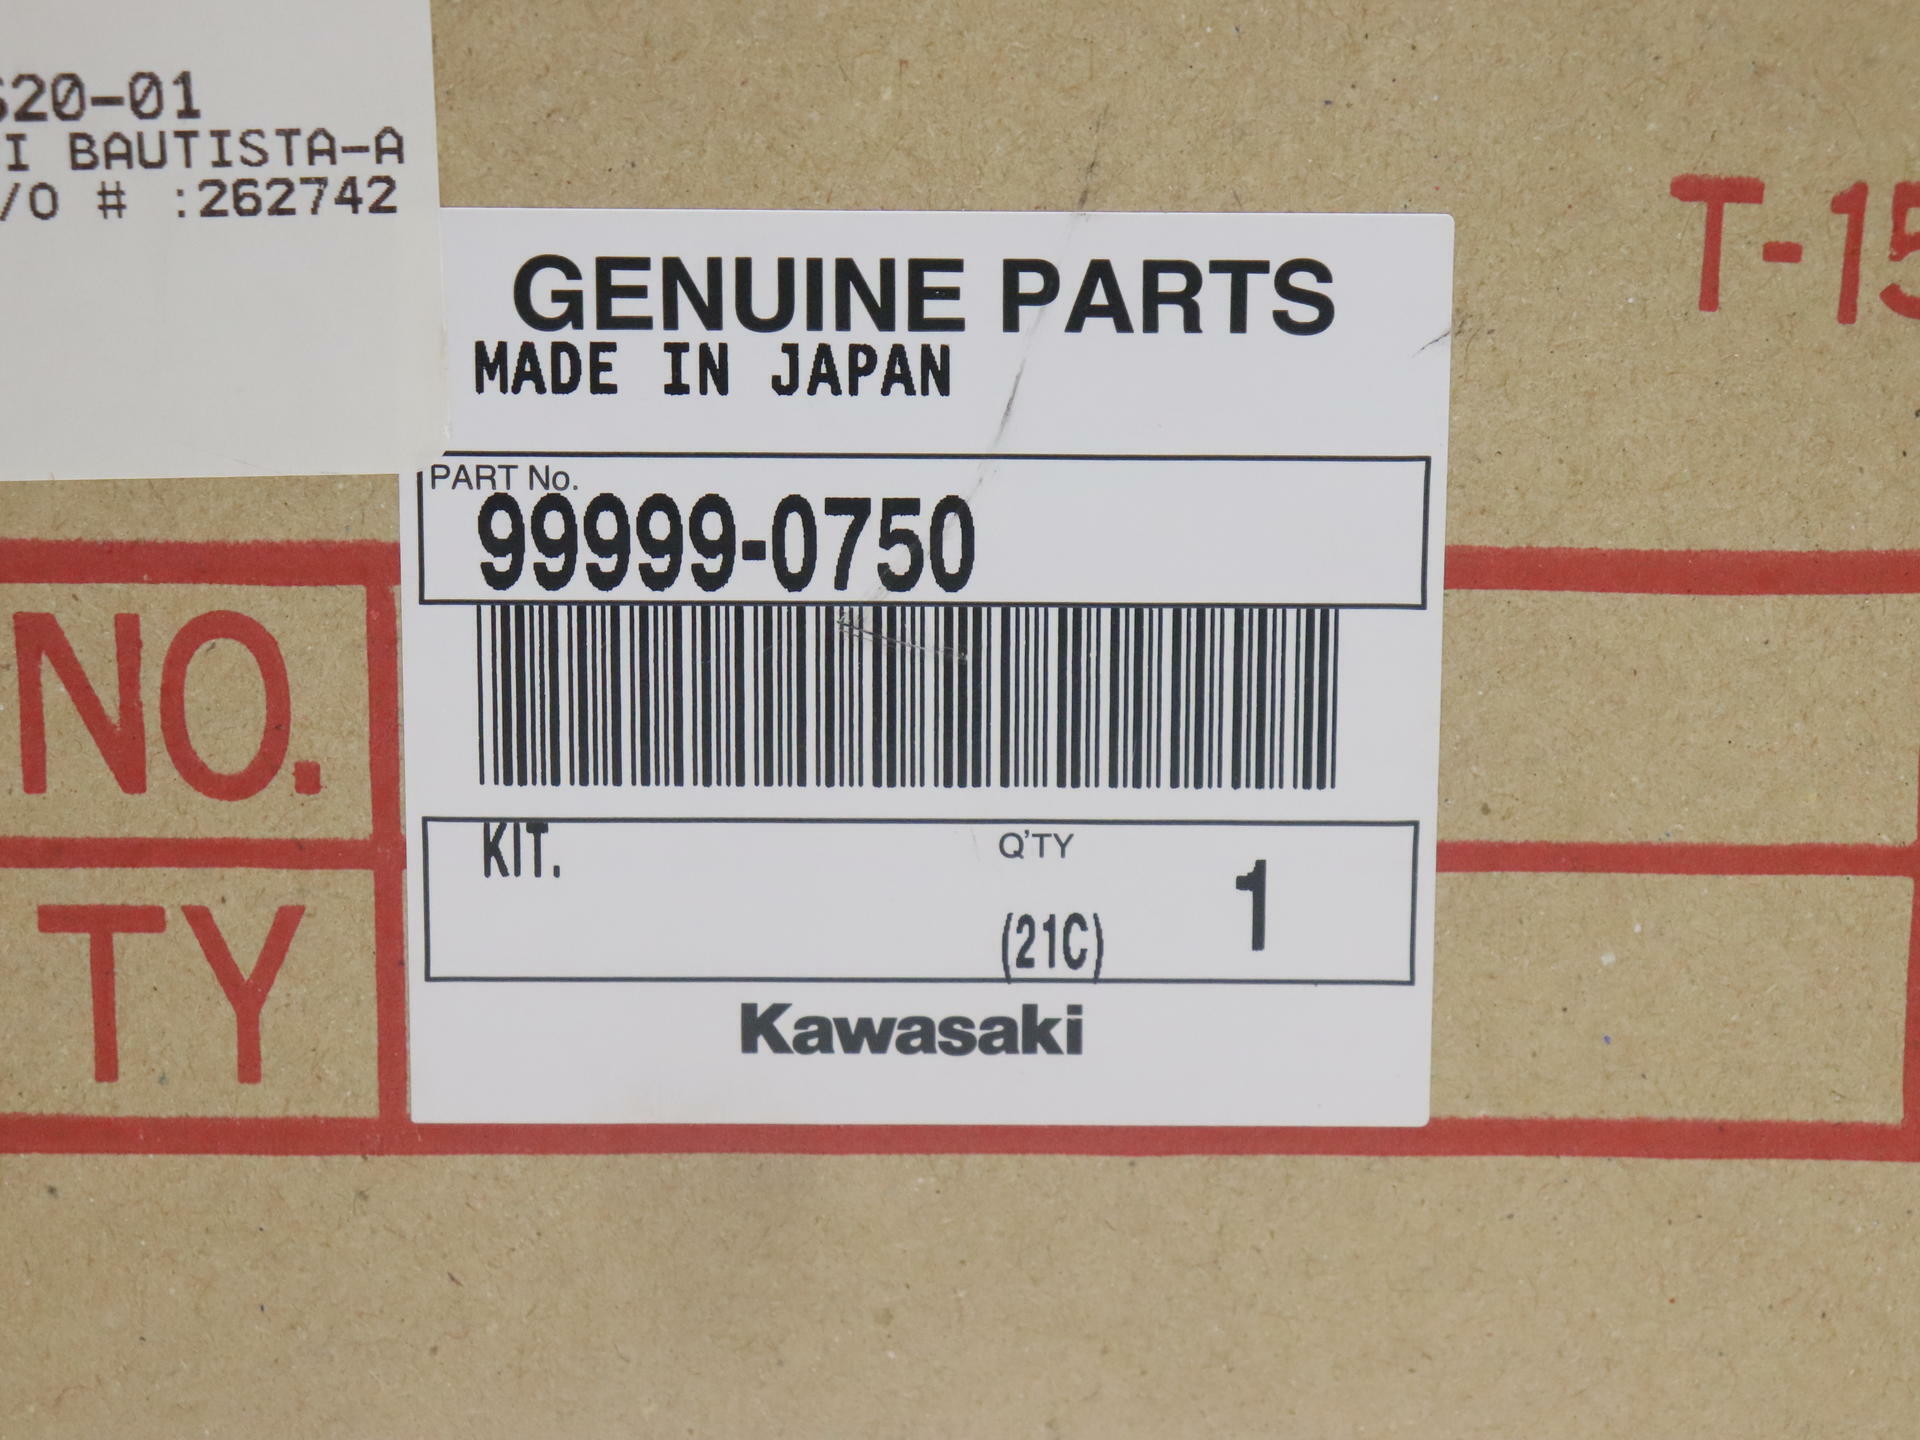 20-01
I BAUTISTA-A
/O # :262742
T-15
GENUINE PARTS
MADE IN JAPAN
PART No.
99999-0750
NO.
KIT.
Q'TY
1
(21C)
TY
Kawasaki